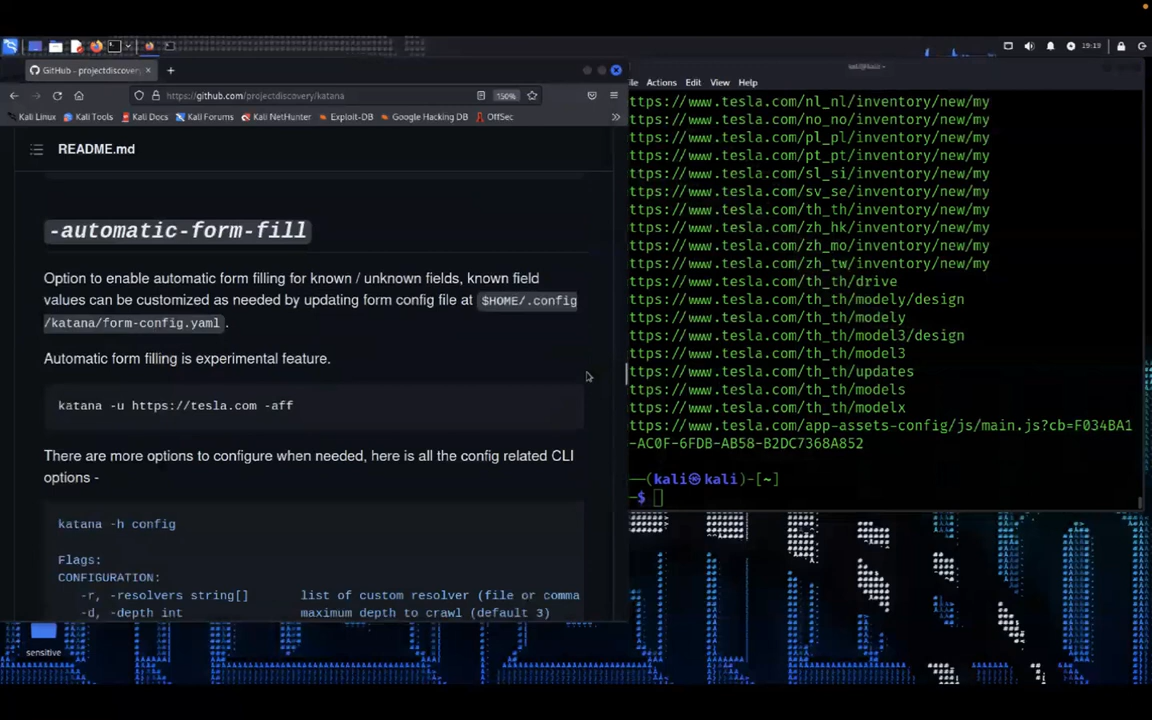 19:19
GitHub - projectdiscovery
https://github.com/projectdiscovery/katana
150%
Kali Linux
Kali Tools
Kali Docs
Kali Forums
Kali NetHunter
Exploit-DB
Google Hacking DB
OffSec
README.md
-automatic-form-fill
Option to enable automatic form filling for known / unknown fields, known field
values can be customized as needed by updating form config file at $HOME/.config
/katana/form-config.yaml .
Automatic form filling is experimental feature.
katana -u https://tesla.com -aff
There are more options to configure when needed, here is all the config related CLI
options -
katana -h config
Flags:
CONFIGURATION:
-r, -resolvers string[] list of custom resolver (file or comma
-d, -depth int maximum depth to crawl (default 3)
Actions Edit View Help
ttps://www.tesla.com/nl_nl/inventory/new/my
ttps://www.tesla.com/no_no/inventory/new/my
ttps://www.tesla.com/pl_pl/inventory/new/my
ttps://www.tesla.com/pt_pt/inventory/new/my
ttps://www.tesla.com/sl_si/inventory/new/my
ttps://www.tesla.com/sv_se/inventory/new/my
ttps://www.tesla.com/th_th/inventory/new/my
ttps://www.tesla.com/zh_hk/inventory/new/my
ttps://www.tesla.com/zh_mo/inventory/new/my
ttps://www.tesla.com/zh_tw/inventory/new/my
ttps://www.tesla.com/th_th/drive
ttps://www.tesla.com/th_th/modely/design
ttps://www.tesla.com/th_th/modely
ttps://www.tesla.com/th_th/model3/design
ttps://www.tesla.com/th_th/model3
ttps://www.tesla.com/th_th/updates
ttps://www.tesla.com/th_th/models
ttps://www.tesla.com/th_th/modelx
ttps://www.tesla.com/app-assets-config/js/main.js?cb=F034BA1
-AC0F-6FDB-AB58-B2DC7368A852
(kali㉿kali)-[~]
$
sensitive